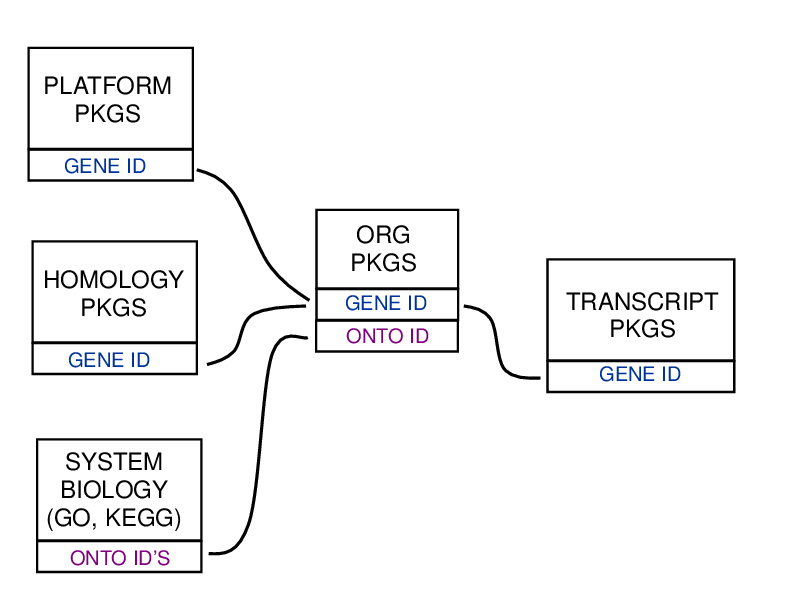 PLATFORM
PKGS
GENE ID
HOMOLOGY
PKGS
GENE ID
SYSTEM
BIOLOGY
(GO, KEGG)
ONTO ID'S
ORG
PKGS
GENE ID
ONTO ID
TRANSCRIPT
PKGS
GENE ID